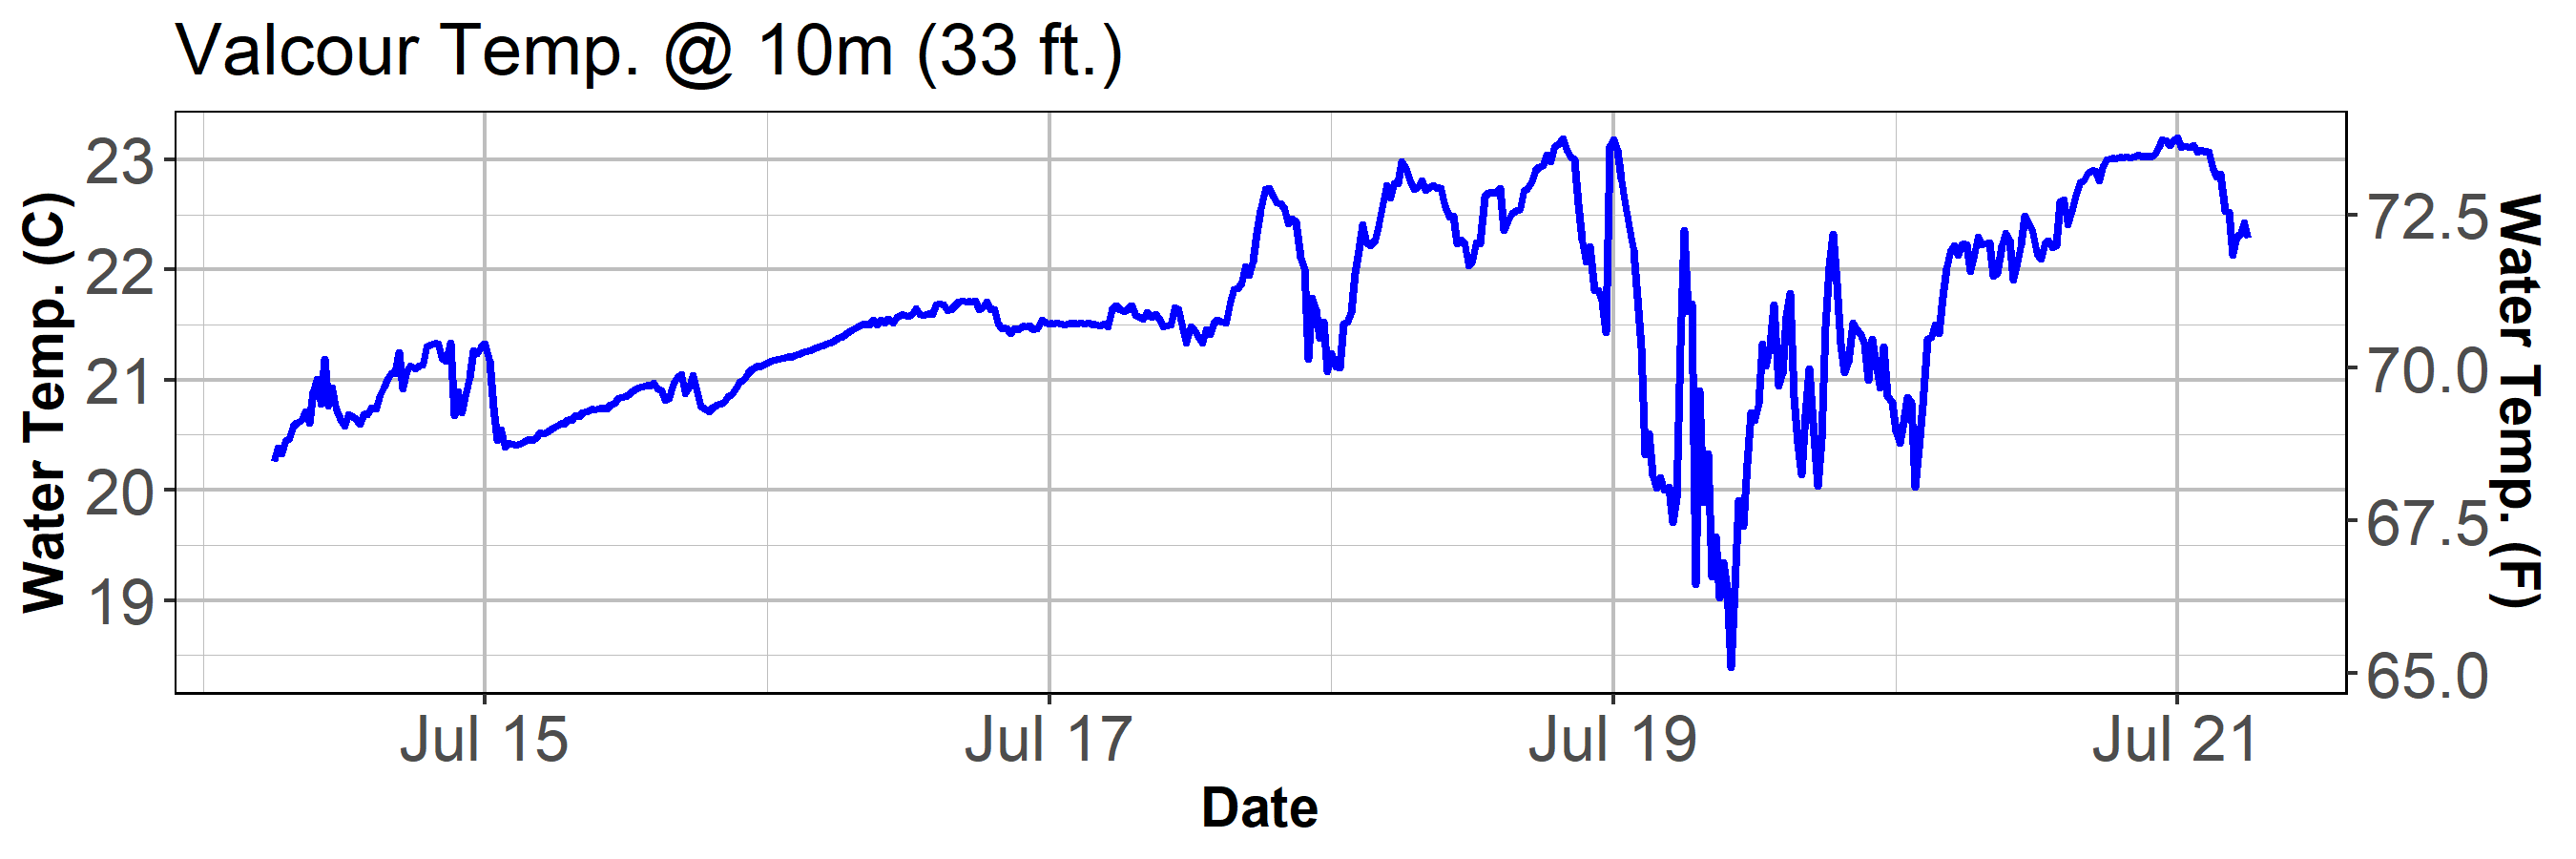 Valcour Temp. @ 10m (33 ft.)
Water Temp. (C)
23
22
21
20
19
72.5
70.0
67.5
65.0
Water Temp. (F)
Jul 15
Jul 17
Jul 19
Jul 21
Date